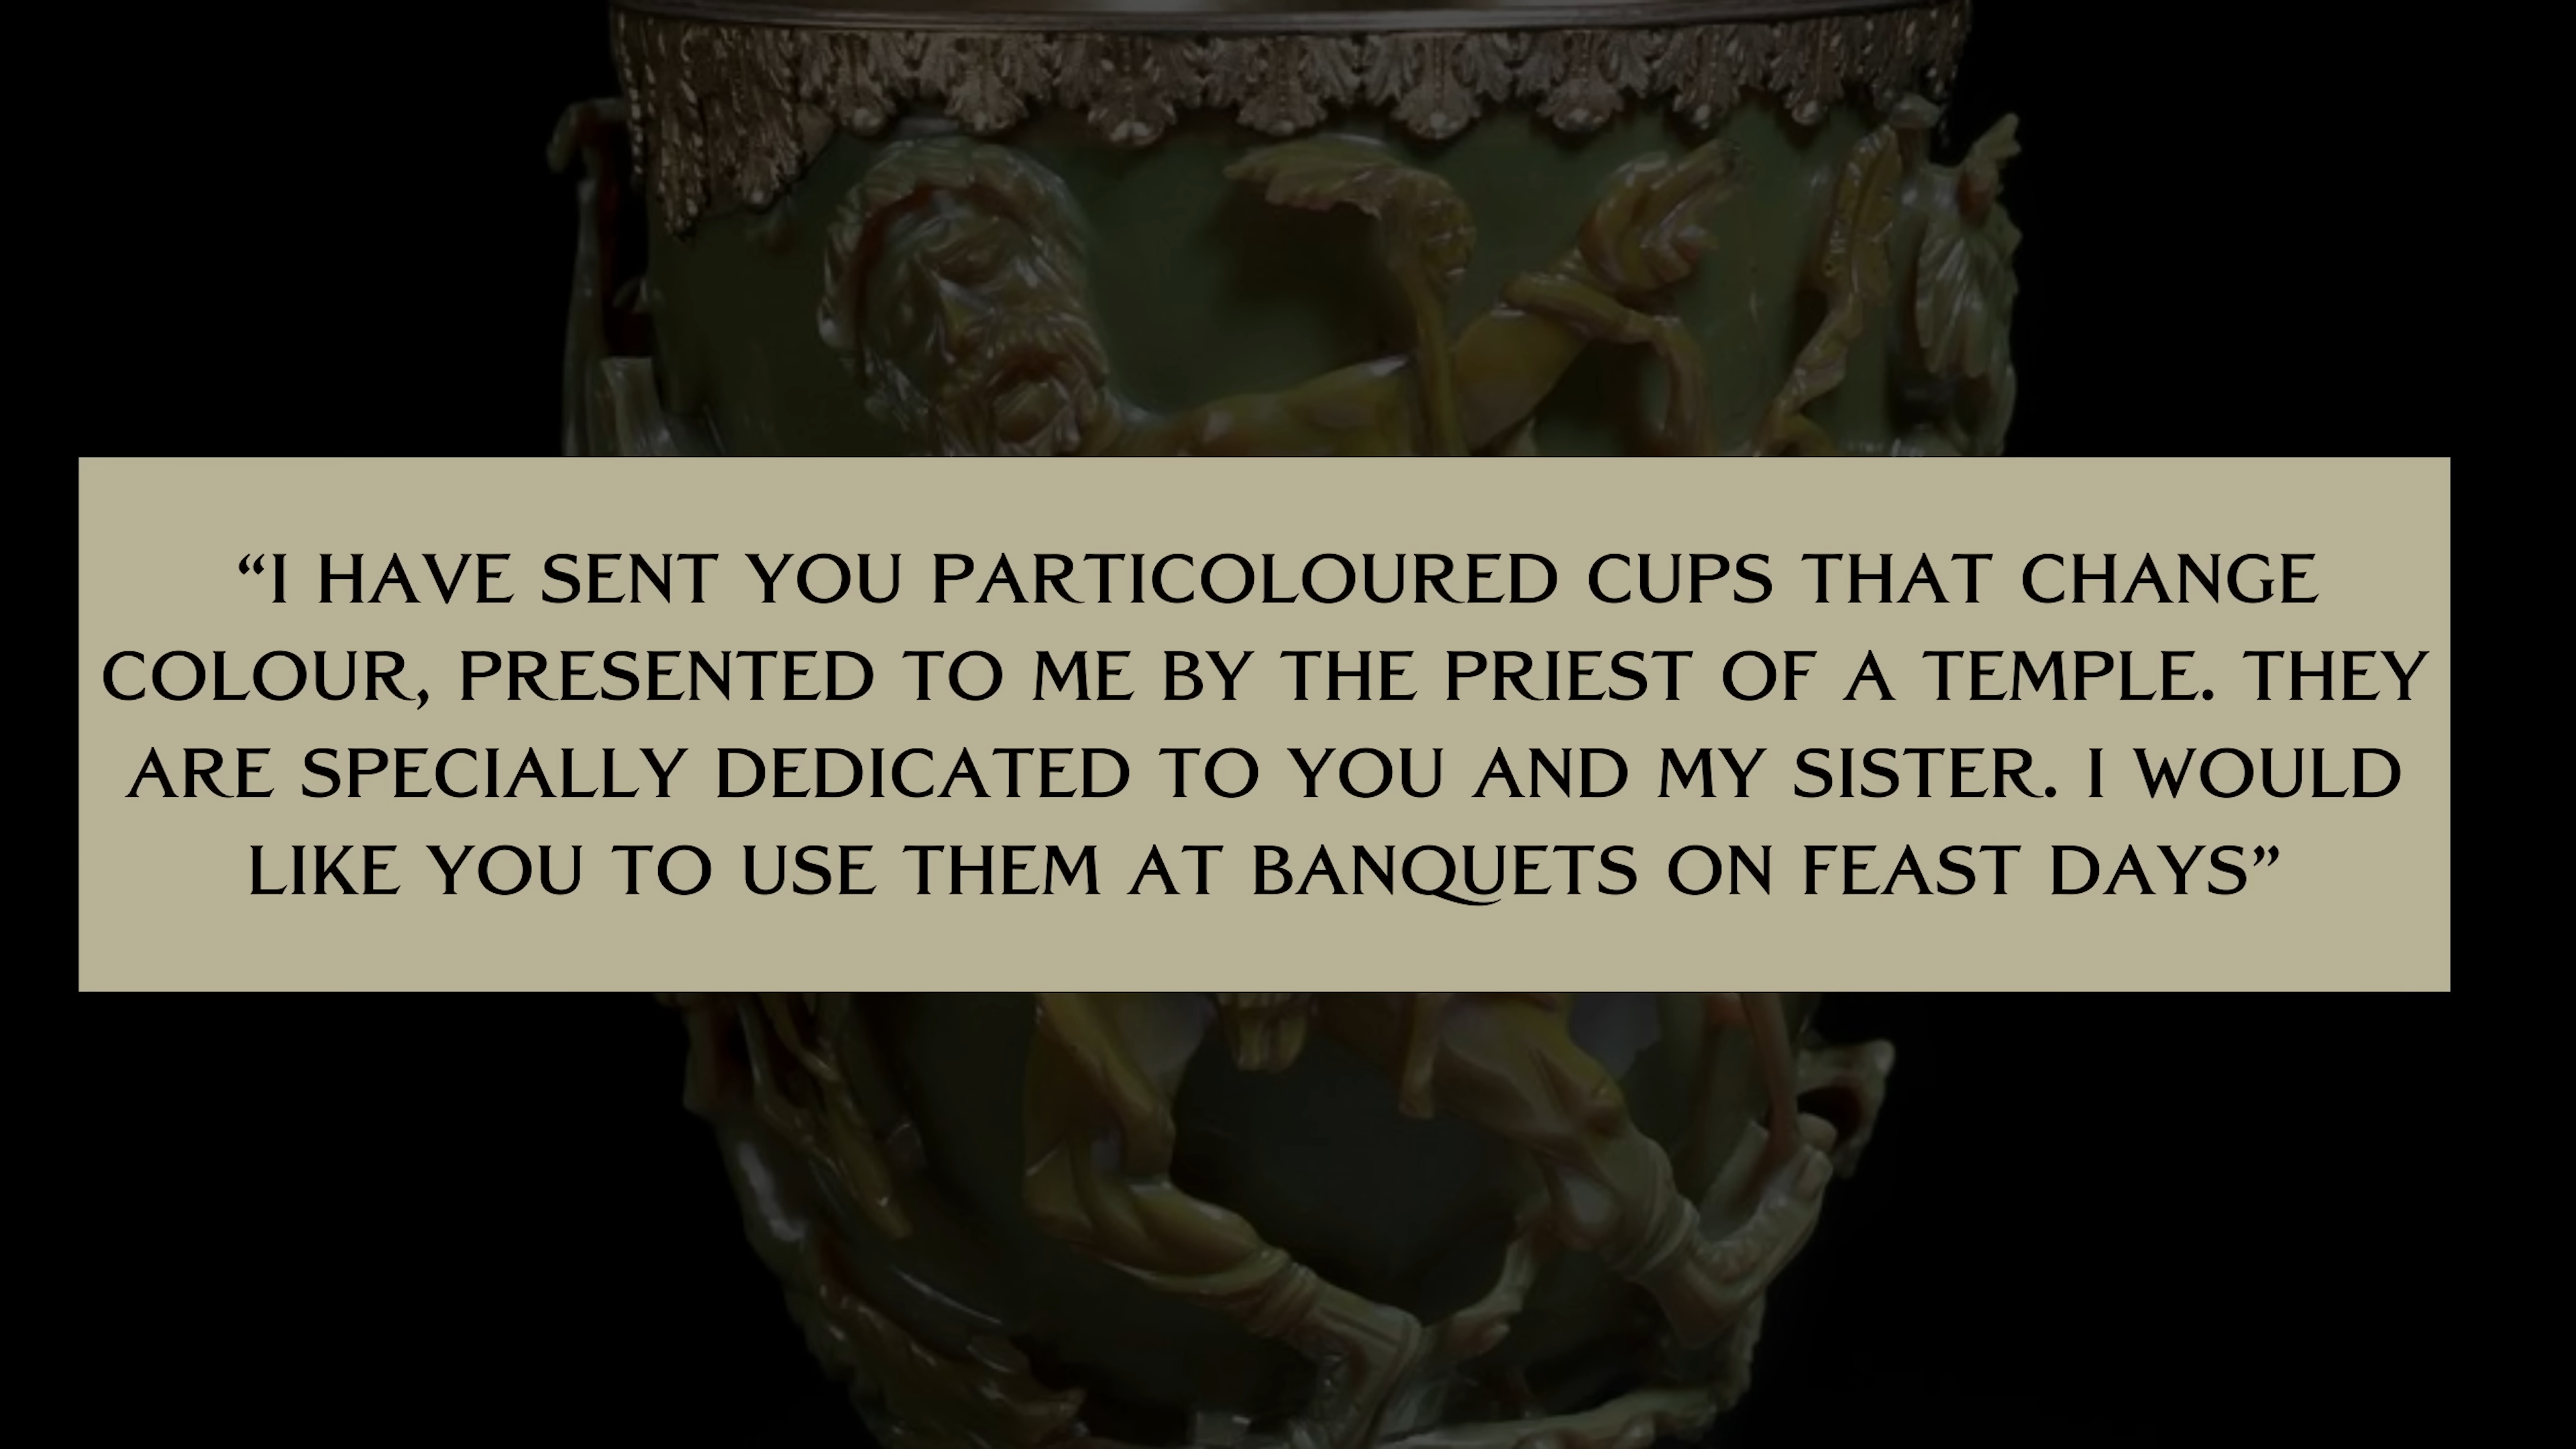 “I HAVE SENT YOU PARTICOLOURED CUPS THAT CHANGE
COLOUR, PRESENTED TO ME BY THE PRIEST OF A TEMPLE. THEY
ARE SPECIALLY DEDICATED TO YOU AND MY SISTER. I WOULD
LIKE YOU TO USE THEM AT BANQUETS ON FEAST DAYS”